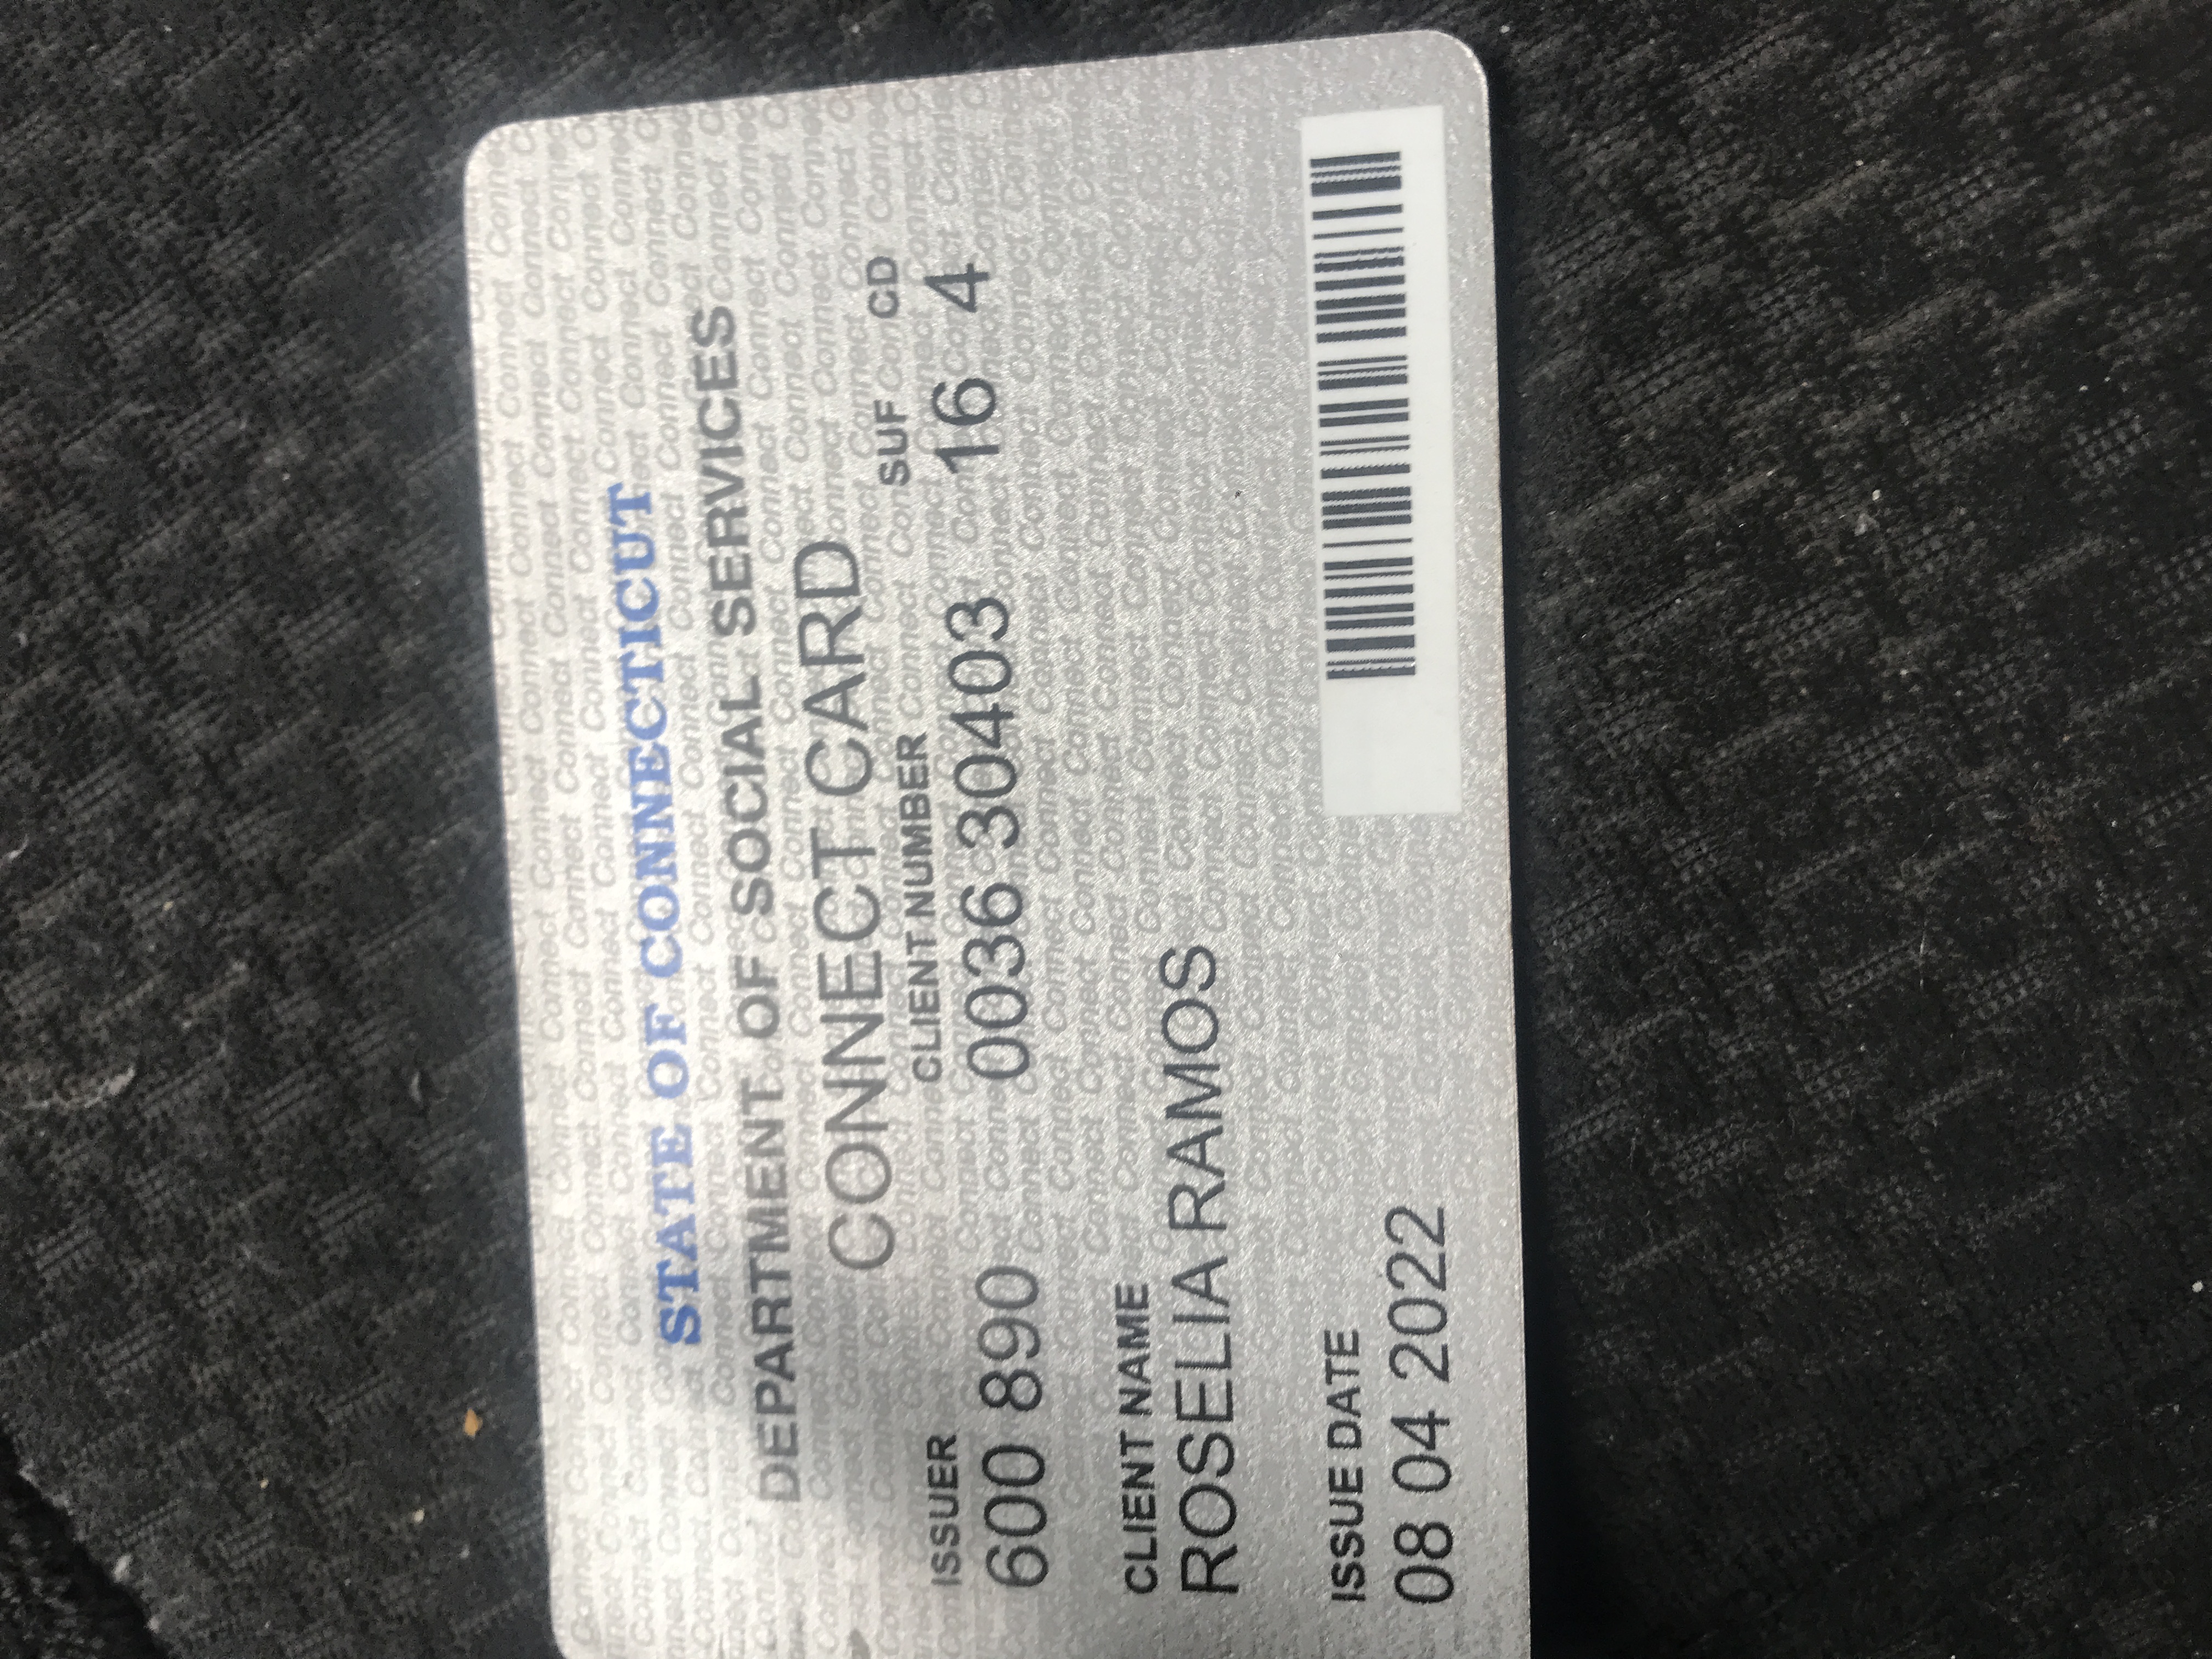 STATE OF CONNECTICUT
DEPARTMENT OF SOCIAL SERVICES
CONNECT CARD
ISSUER CLIENT NUMBER SUF CD
600 890 0036 30403 16 4
CLIENT NAME
ROSELIA RAMOS
ISSUE DATE
08 04 2022